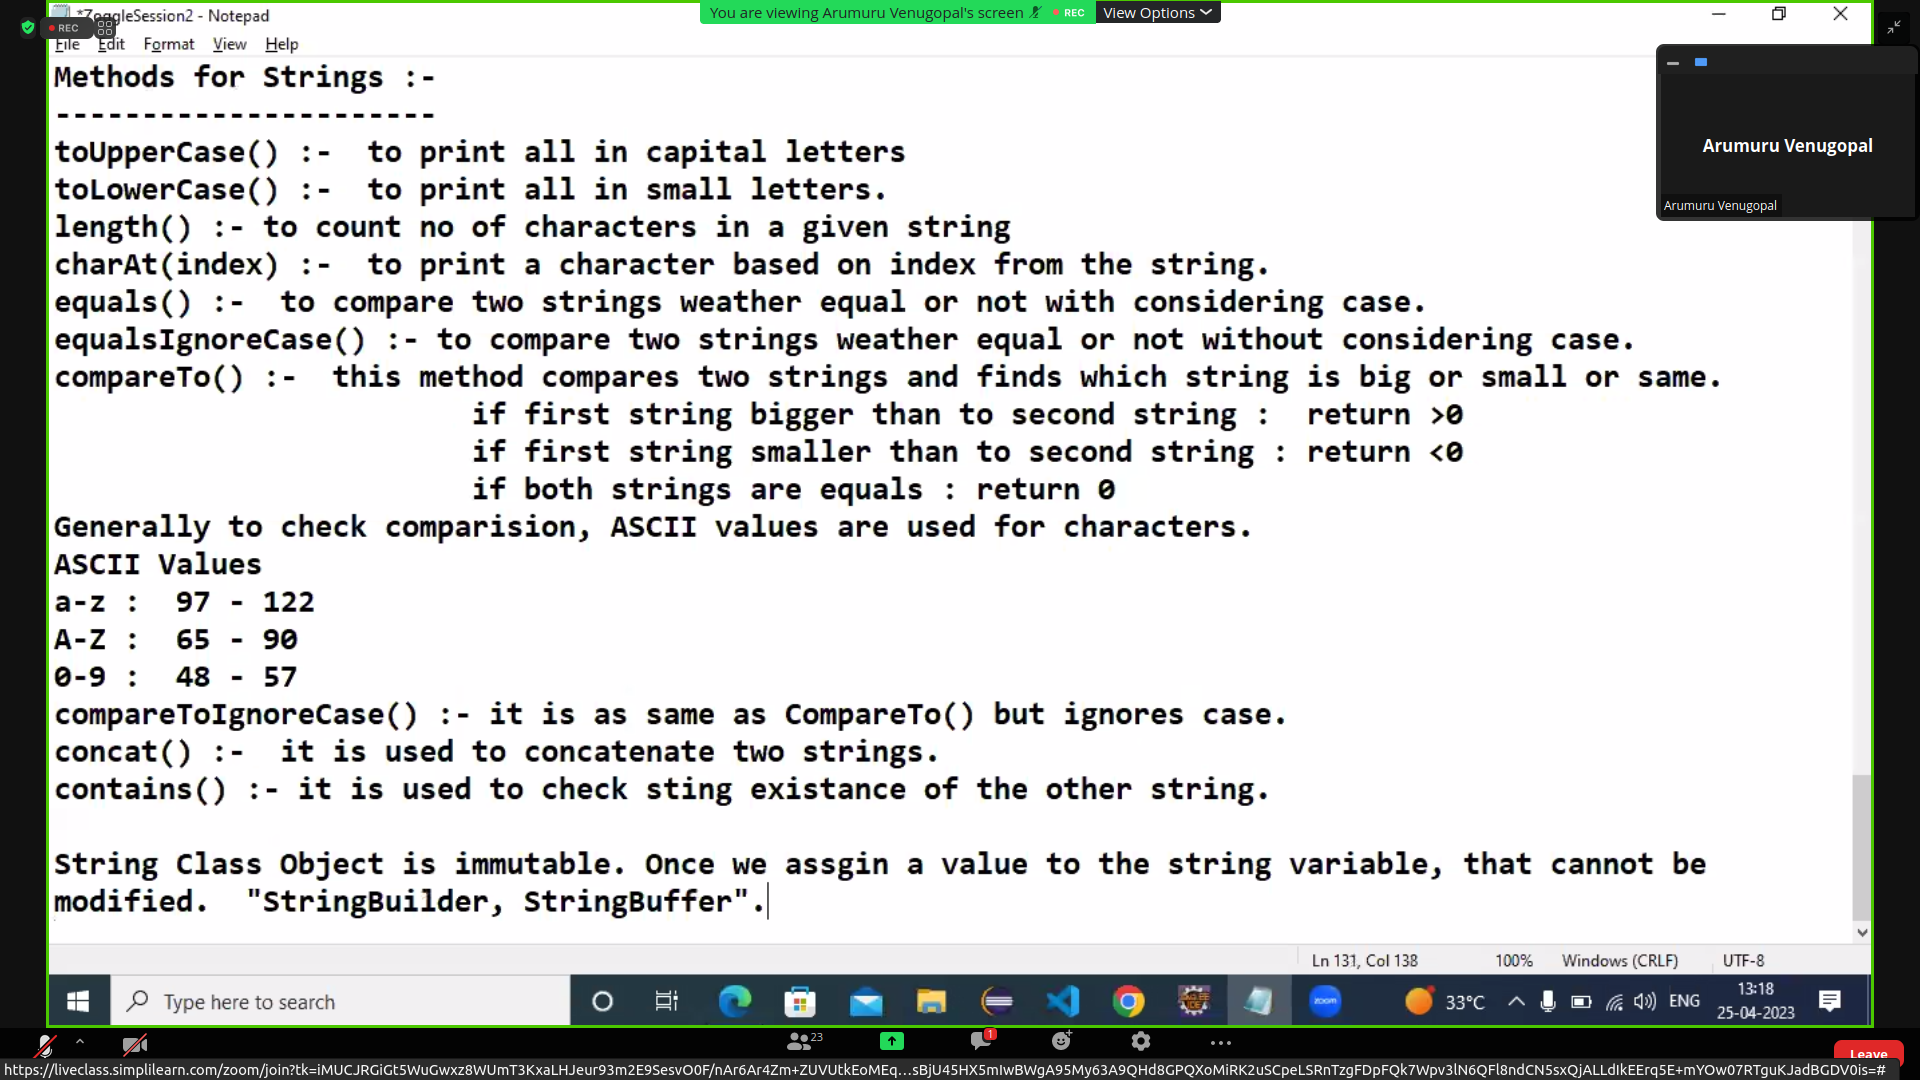 *ZoggleSession2 - Notepad
You are viewing Arumuru Venugopal's screen
REC
View Options
REC
File Edit Format View Help
Methods for Strings :-
----------------------
toUpperCase() :-  to print all in capital letters
toLowerCase() :-  to print all in small letters.
length() :- to count no of characters in a given string
charAt(index) :-  to print a character based on index from the string.
equals() :-  to compare two strings weather equal or not with considering case.
equalsIgnoreCase() :- to compare two strings weather equal or not without considering case.
compareTo() :-  this method compares two strings and finds which string is big or small or same.
if first string bigger than to second string :  return >0
if first string smaller than to second string : return <0
if both strings are equals : return 0
Generally to check comparision, ASCII values are used for characters.
ASCII Values
a-z :  97 - 122
A-Z :  65 - 90
0-9 :  48 - 57
compareToIgnoreCase() :- it is as same as CompareTo() but ignores case.
concat() :-  it is used to concatenate two strings.
contains() :- it is used to check sting existance of the other string.
String Class Object is immutable. Once we assgin a value to the string variable, that cannot be
modified.  "StringBuilder, StringBuffer".
Arumuru Venugopal
Arumuru Venugopal
Ln 131, Col 138
100%
Windows (CRLF)
UTF-8
Type here to search
zoom
33°C
ENG
13:18
25-04-2023
23
1
Leave
https://liveclass.simplilearn.com/zoom/join?tk=iMUCJRGiGt5WuGwxz8WUmT3KxaLHJeur93m2E9SesvO0F/nAr6Ar4Zm+ZUVUtkEoMEq...sBjU45HX5mIwBWgA95My63A9QHd8GPQXoMiRK2uSCpeLSRnTzgFDpFQk7Wpv3lN6QFl8ndCN5sxQjALLdIkEErq5E+mYOw07RTguKJadBGDV0is=#